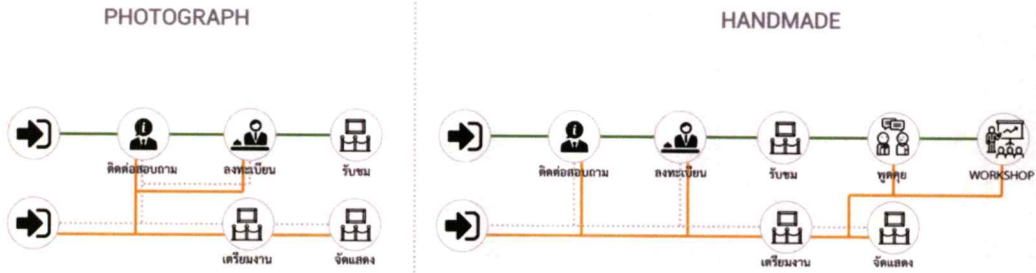 PHOTOGRAPH
ติดต่อสอบถาม
ลงทะเบียน
รับชม
เตรียมงาน
จัดแสดง
HANDMADE
ติดต่อสอบถาม
ลงทะเบียน
รับชม
พูดคุย
WORKSHOP
เตรียมงาน
จัดแสดง